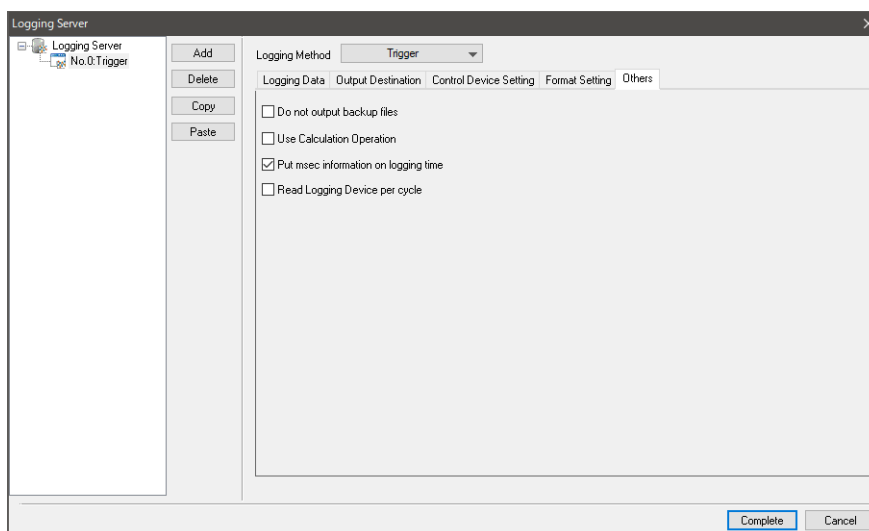 Logging Server
Logging Server
No.0:Trigger
Add
Delete
Copy
Paste
Logging Method
Trigger
Logging Data
Output Destination
Control Device Setting
Format Setting
Others
Do not output backup files
Use Calculation Operation
Put msec information on logging time
Read Logging Device per cycle
Complete
Cancel